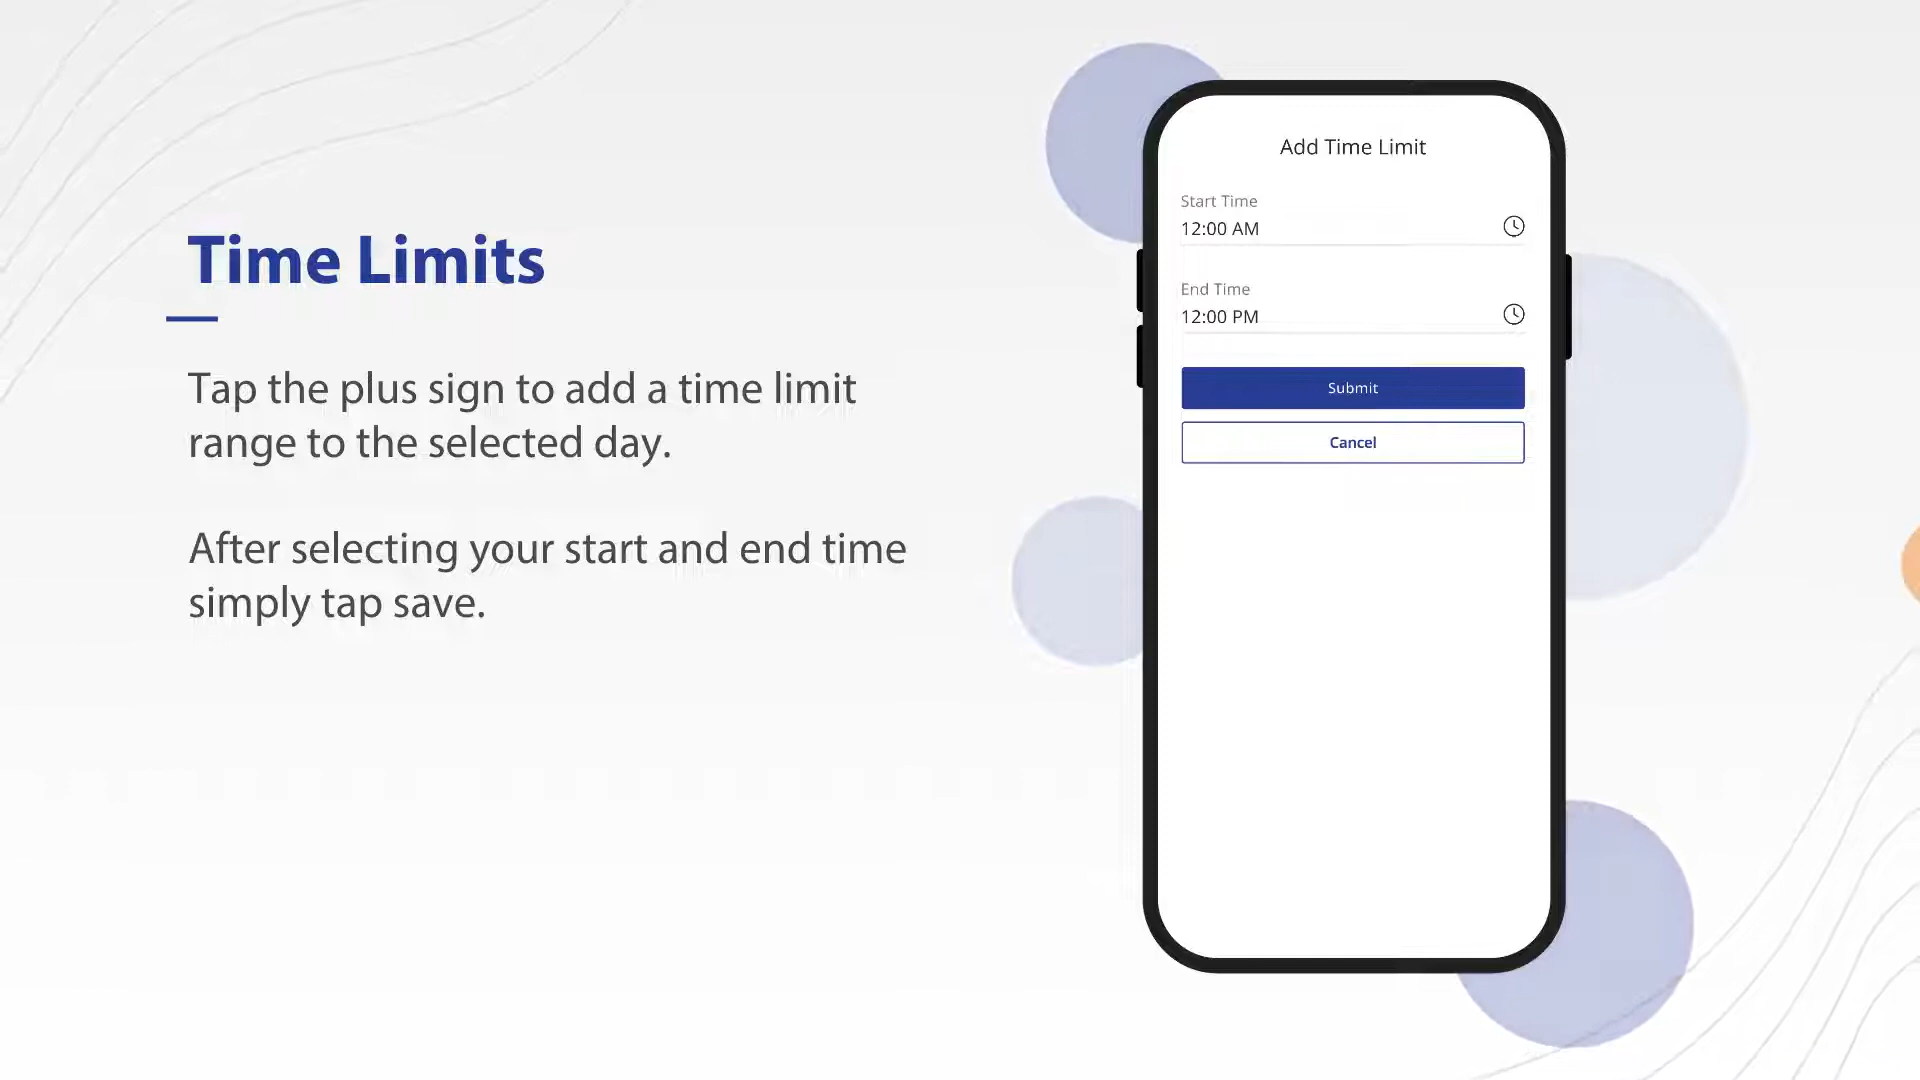 Time Limits
Tap the plus sign to add a time limit
range to the selected day.
After selecting your start and end time
simply tap save.
Add Time Limit
Start Time
12:00 AM
End Time
12:00 PM
Submit
Cancel